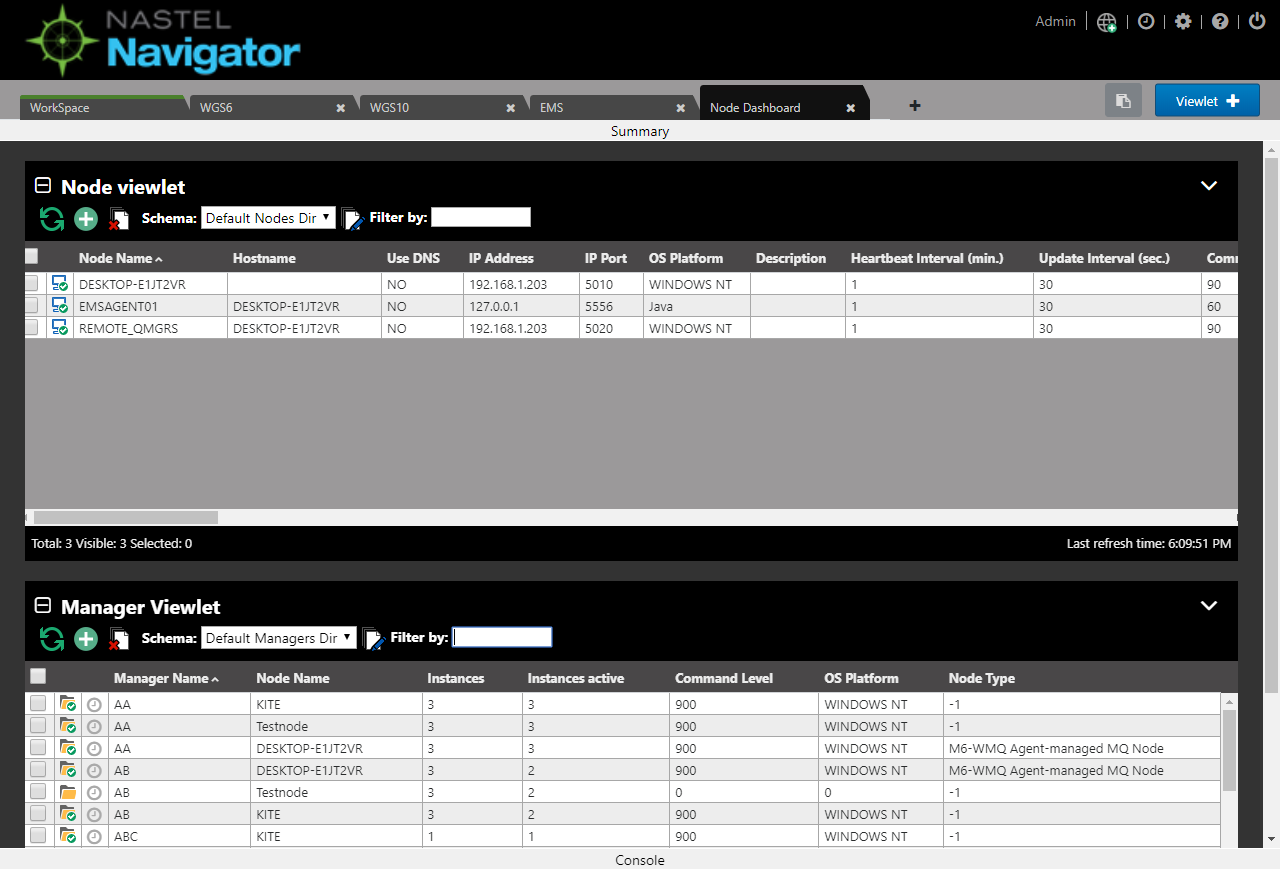 NASTEL
Navigator
Admin
WorkSpace WGS6 WGS10 EMS Node Dashboard Viewlet
Summary
Node viewlet
Schema: Default Nodes Dir Filter by:
Node Name Hostname Use DNS IP Address IP Port OS Platform Description Heartbeat Interval (min.) Update Interval (sec.)
DESKTOP-E1JT2VR NO 192.168.1.203 5010 WINDOWS NT 1 30 90
EMSAGENT01 DESKTOP-E1JT2VR NO 127.0.0.1 5556 Java 1 30 60
REMOTE_QMGRS DESKTOP-E1JT2VR NO 192.168.1.203 5020 WINDOWS NT 1 30 90
Total: 3 Visible: 3 Selected: 0 Last refresh time: 6:09:51 PM
Manager Viewlet
Schema: Default Managers Dir Filter by:
Manager Name Node Name Instances Instances active Command Level OS Platform Node Type
AA KITE 3 3 900 WINDOWS NT -1
AA Testnode 3 3 900 WINDOWS NT -1
AA DESKTOP-E1JT2VR 3 3 900 WINDOWS NT M6-WMQ Agent-managed MQ Node
AB DESKTOP-E1JT2VR 3 2 900 WINDOWS NT M6-WMQ Agent-managed MQ Node
AB Testnode 3 2 0 0 -1
AB KITE 3 2 900 WINDOWS NT -1
ABC KITE 1 1 900 WINDOWS NT -1
Console